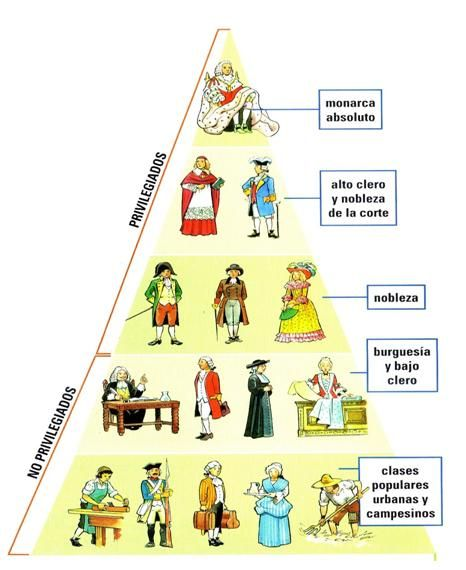 PRIVILEGIADOS
monarca
absoluto
alto clero
y nobleza
de la corte
nobleza
NO PRIVILEGIADOS
burguesía
y bajo
clero
clases
populares
urbanas y
campesinos